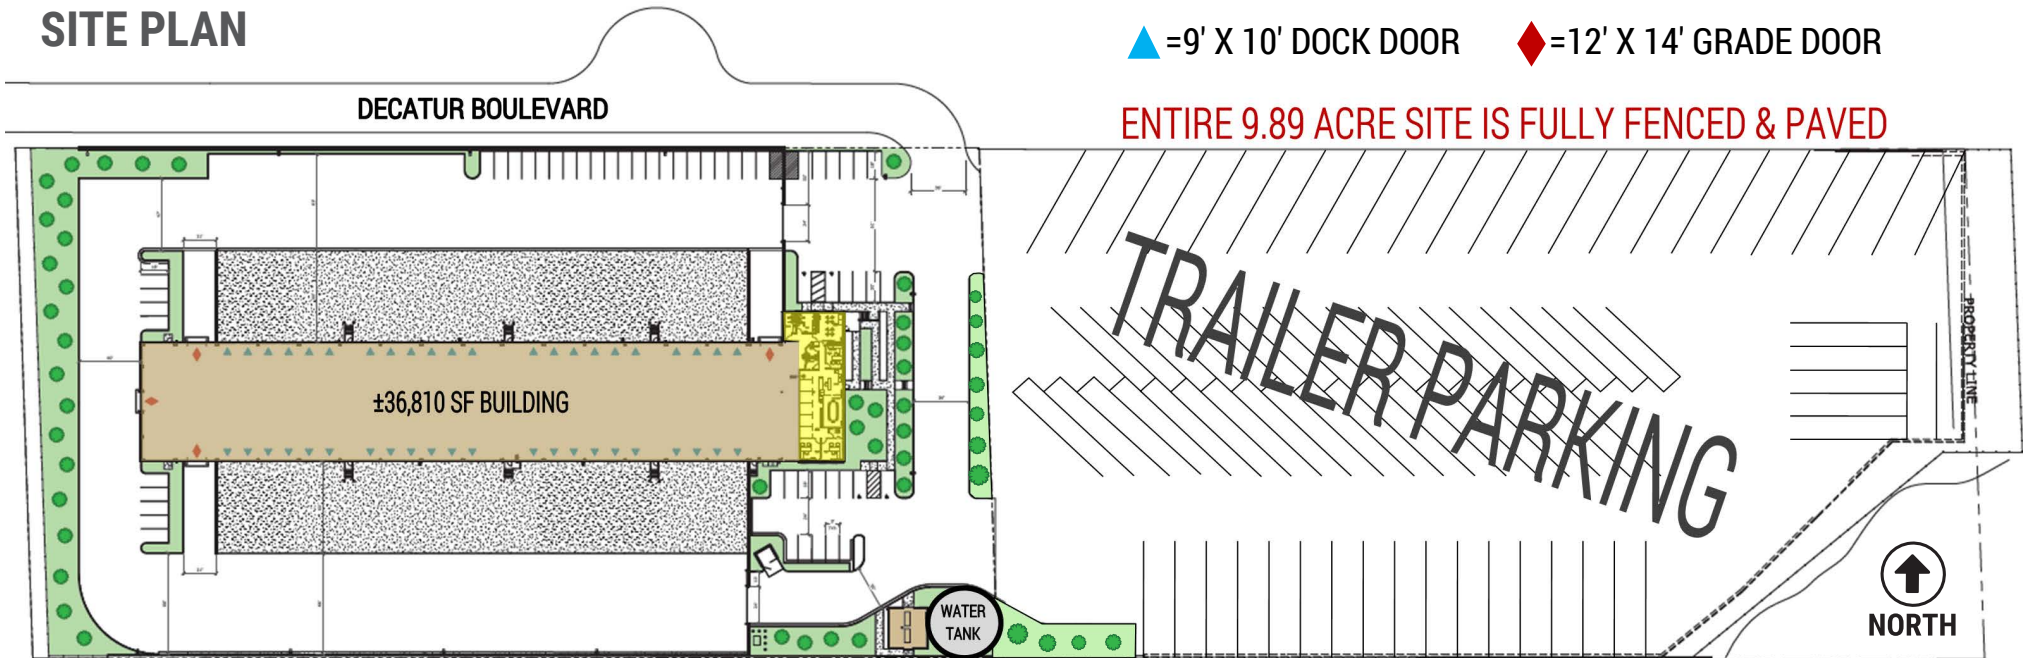 SITE PLAN
=9' X 10' DOCK DOOR
=12' X 14' GRADE DOOR
DECATUR BOULEVARD
ENTIRE 9.89 ACRE SITE IS FULLY FENCED & PAVED
TRAILER PARKING
PROPERTY LINE
±36,810 SF BUILDING
WATER
TANK
NORTH